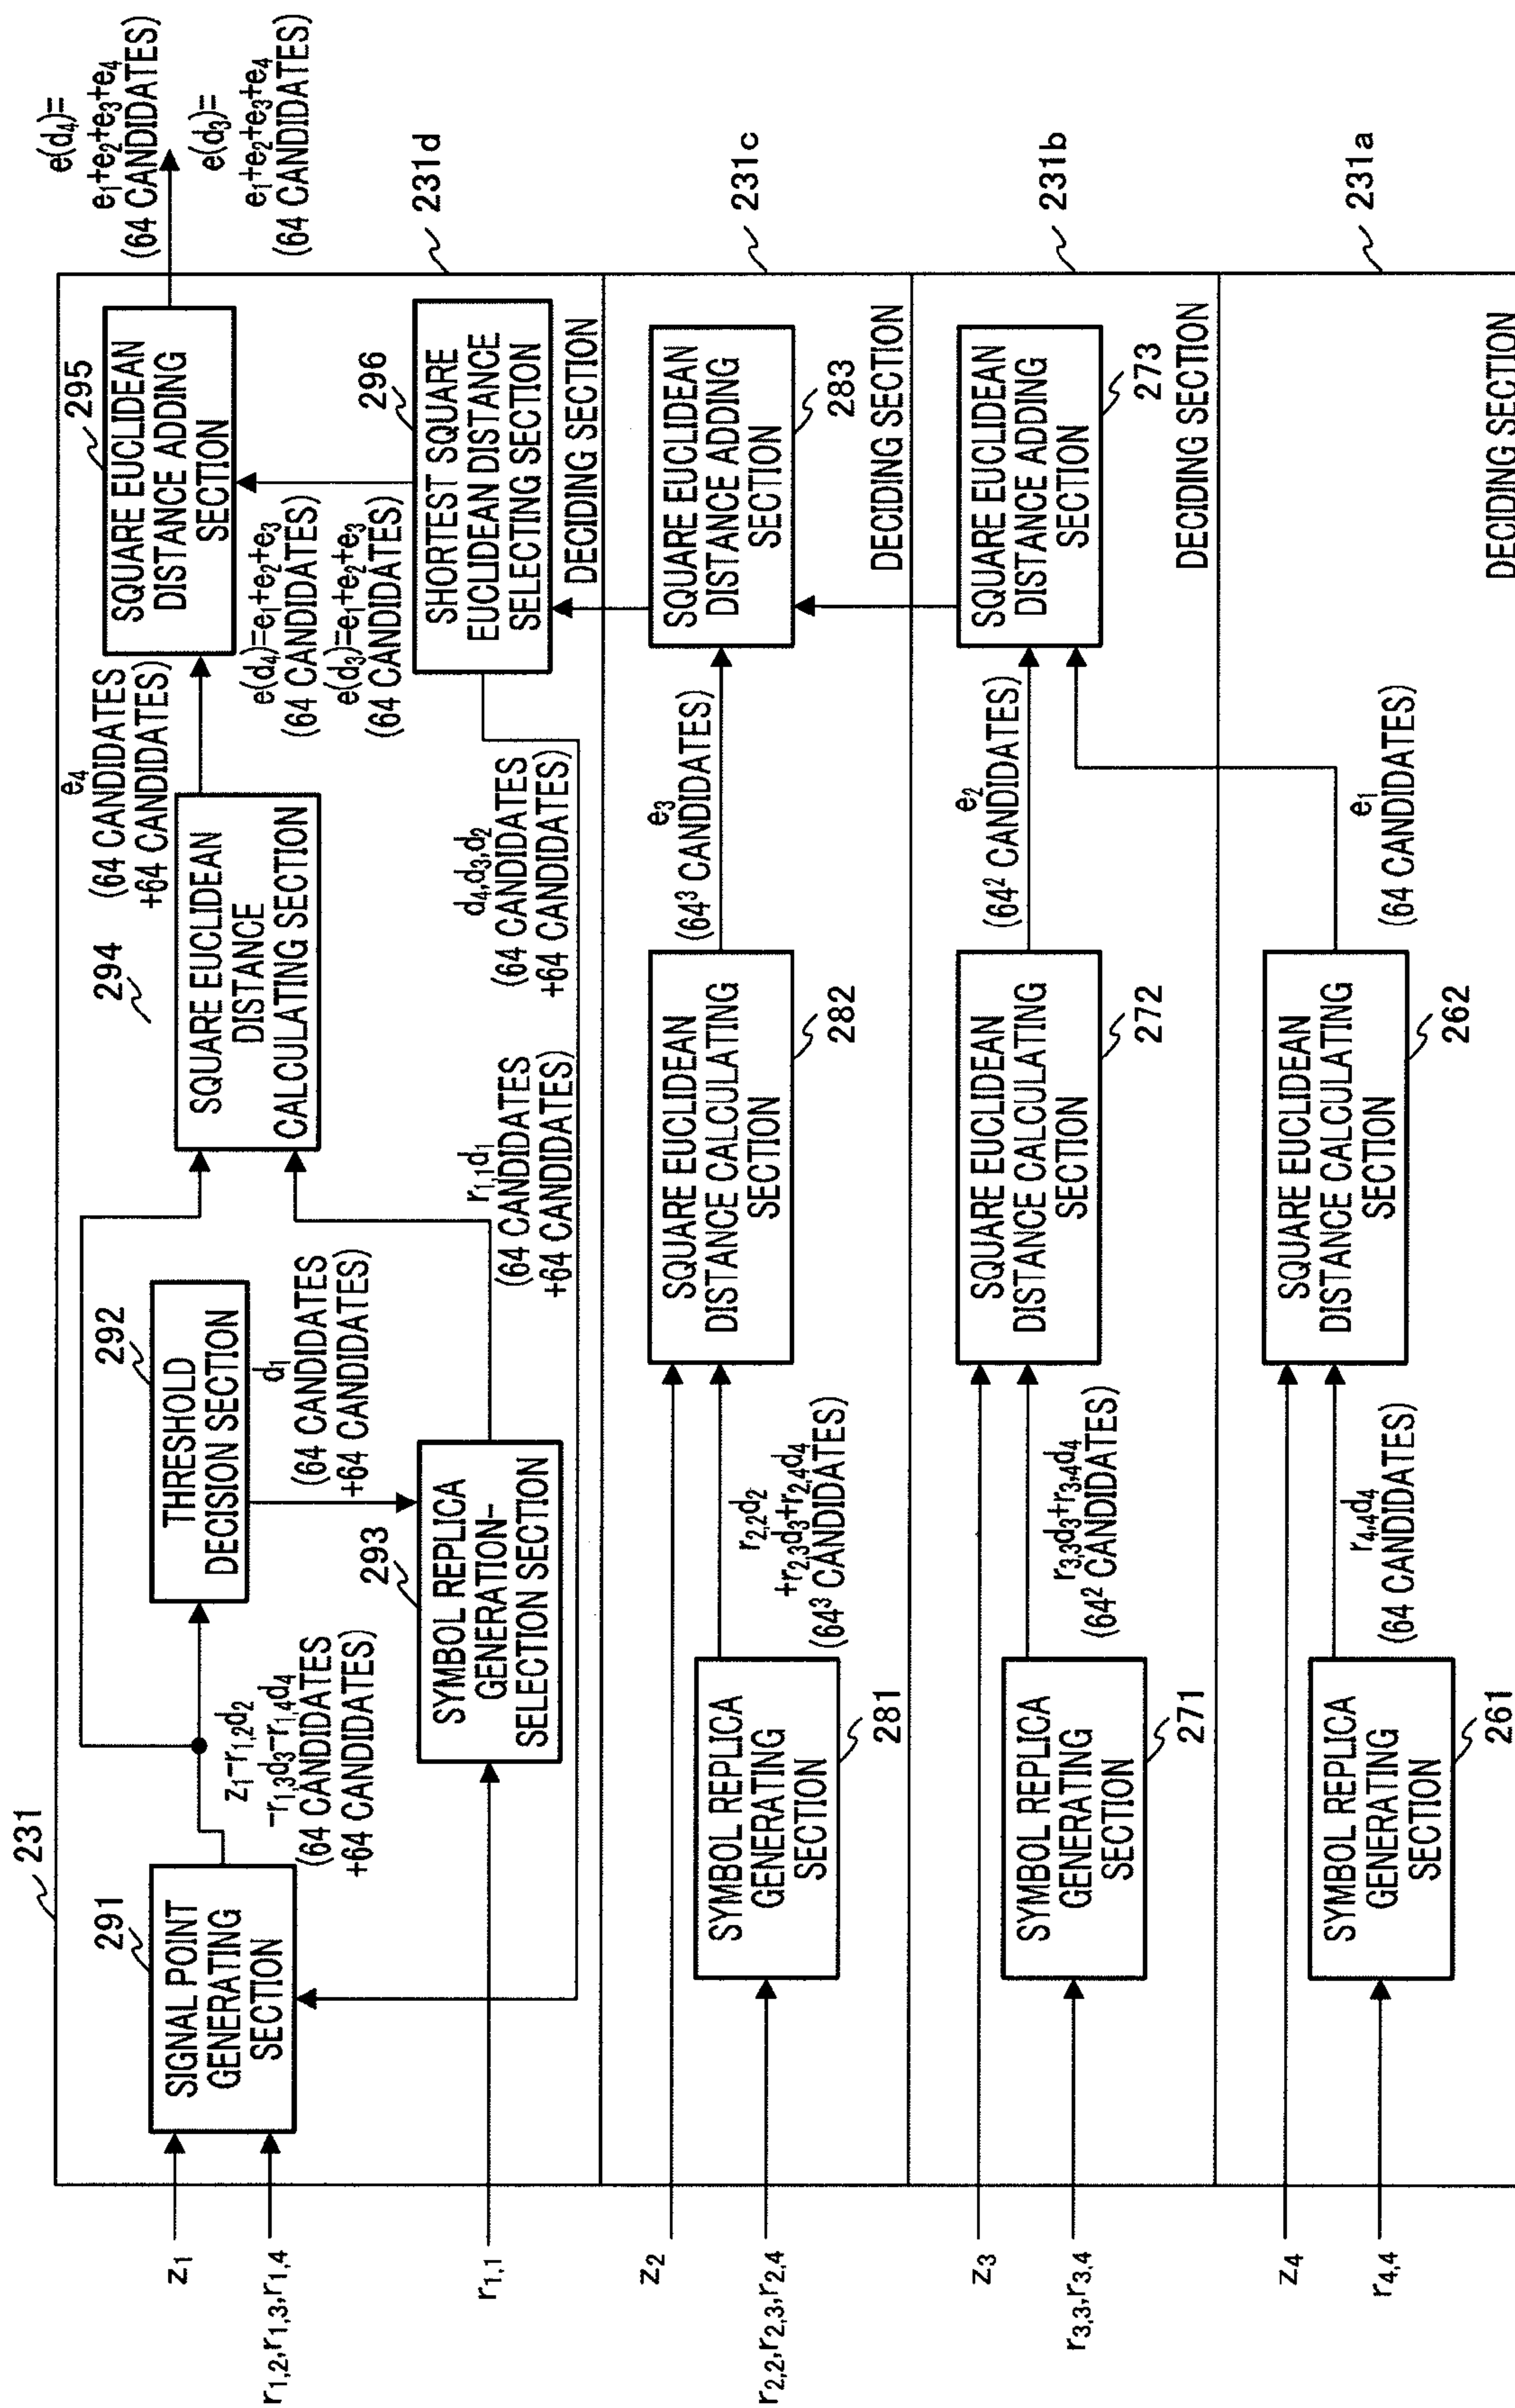 231
291
SIGNAL POINT
GENERATING
SECTION
z₁
r₁,₂,r₁,₃,r₁,₄
z₁−r₁,₂d₂
−r₁,₃d₃−r₁,₄d₄
(64 CANDIDATES
+64 CANDIDATES)
292
THRESHOLD
DECISION SECTION
d₁
(64 CANDIDATES
+64 CANDIDATES)
293
SYMBOL REPLICA
GENERATION-
SELECTION SECTION
r₁,₁
r₁,₁d₁
(64 CANDIDATES
+64 CANDIDATES)
294
SQUARE EUCLIDEAN
DISTANCE
CALCULATING SECTION
e₄
(64 CANDIDATES
+64 CANDIDATES)
295
SQUARE EUCLIDEAN
DISTANCE ADDING
SECTION
e(d₄)=
e₁+e₂+e₃+e₄
(64 CANDIDATES)
e(d₃)=
e₁+e₂+e₃+e₄
(64 CANDIDATES)
e(d₄)=e₁+e₂+e₃
(64 CANDIDATES)
e(d₃)=e₁+e₂+e₃
(64 CANDIDATES)
296
SHORTEST SQUARE
EUCLIDEAN DISTANCE
SELECTING SECTION
d₄,d₃,d₂
(64 CANDIDATES
+64 CANDIDATES)
DECIDING SECTION
231d
z₂
r₂,₂,r₂,₃,r₂,₄
SYMBOL REPLICA
GENERATING
SECTION
281
r₂,₂d₂
+r₂,₃d₃+r₂,₄d₄
(64³ CANDIDATES)
SQUARE EUCLIDEAN
DISTANCE CALCULATING
SECTION
282
e₃
(64³ CANDIDATES)
SQUARE EUCLIDEAN
DISTANCE ADDING
SECTION
283
DECIDING SECTION
231c
z₃
r₃,₃,r₃,₄
SYMBOL REPLICA
GENERATING
SECTION
271
r₃,₃d₃+r₃,₄d₄
(64² CANDIDATES)
SQUARE EUCLIDEAN
DISTANCE CALCULATING
SECTION
272
e₂
(64² CANDIDATES)
SQUARE EUCLIDEAN
DISTANCE ADDING
SECTION
273
DECIDING SECTION
231b
z₄
r₄,₄
SYMBOL REPLICA
GENERATING
SECTION
261
r₄,₄d₄
(64 CANDIDATES)
SQUARE EUCLIDEAN
DISTANCE CALCULATING
SECTION
262
e₁
(64 CANDIDATES)
DECIDING SECTION
231a